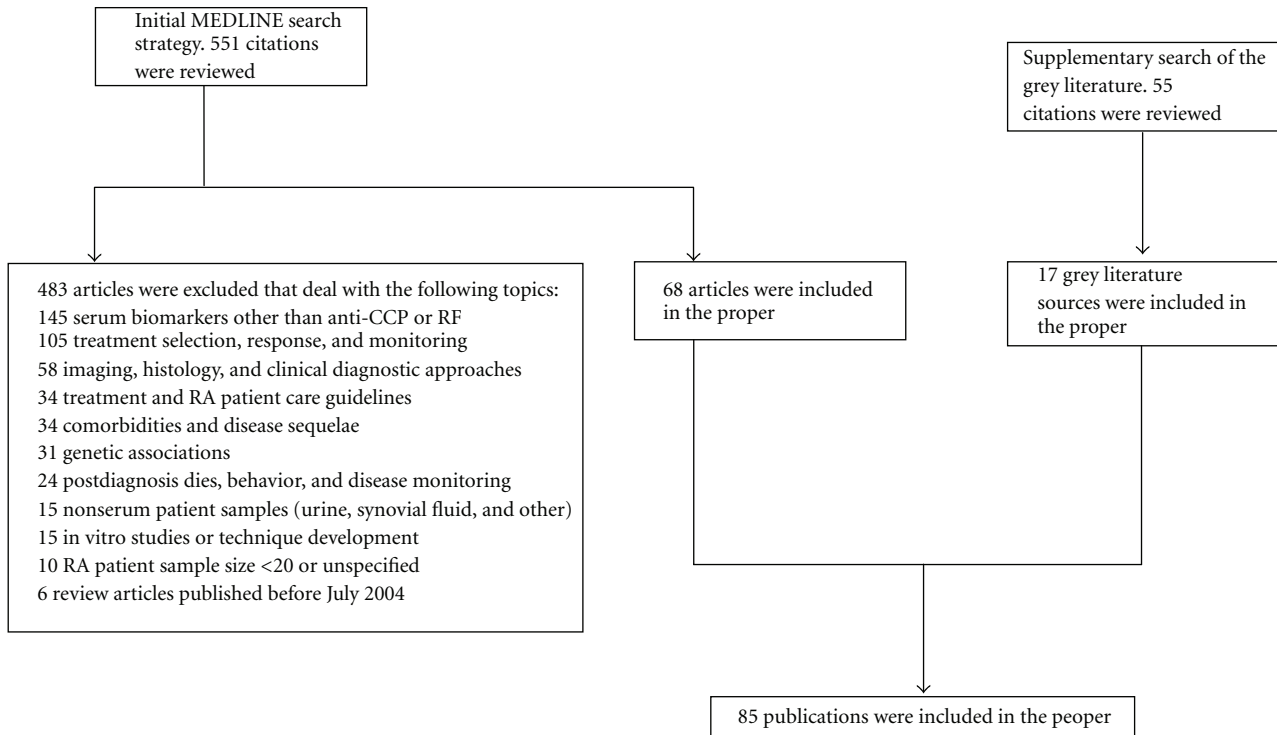 Initial MEDLINE search
strategy. 551 citations
were reviewed
Supplementary search of the
grey literature. 55
citations were reviewed
483 articles were excluded that deal with the following topics:
145 serum biomarkers other than anti-CCP or RF
105 treatment selection, response, and monitoring
58 imaging, histology, and clinical diagnostic approaches
34 treatment and RA patient care guidelines
34 comorbidities and disease sequelae
31 genetic associations
24 postdiagnosis dies, behavior, and disease monitoring
15 nonserum patient samples (urine, synovial fluid, and other)
15 in vitro studies or technique development
10 RA patient sample size <20 or unspecified
6 review articles published before July 2004
68 articles were included
in the proper
17 grey literature
sources were included in
the proper
85 publications were included in the peoper